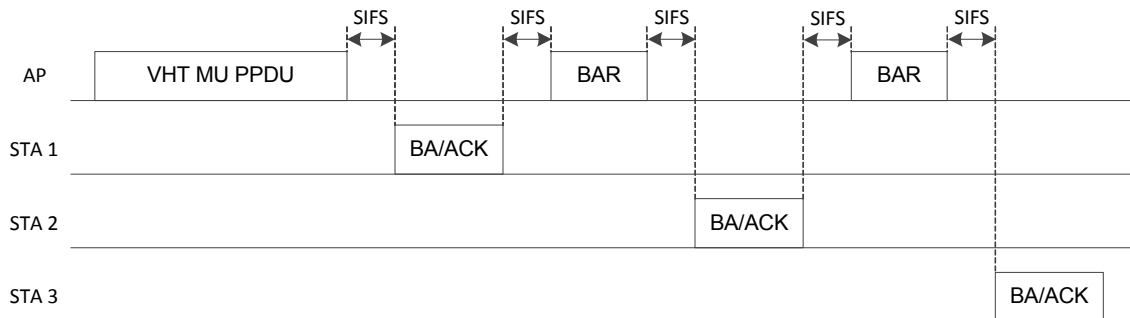 SIFS SIFS SIFS SIFS SIFS
AP VHT MU PPDU BAR BAR
STA 1 BA/ACK
STA 2 BA/ACK
STA 3 BA/ACK